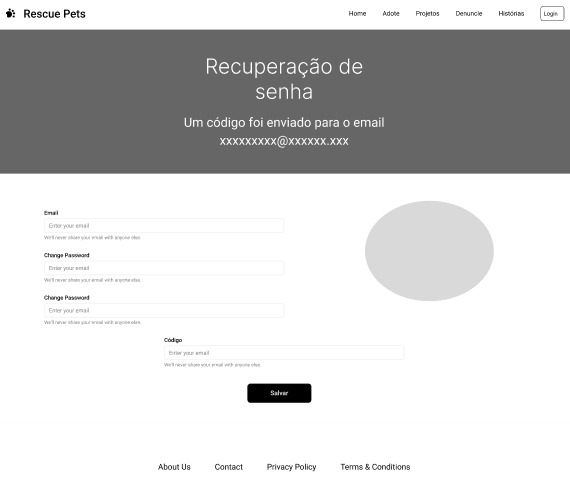 Rescue Pets
Home Adote Projetos Denuncie Histórias Login
Recuperação de
senha
Um código foi enviado para o email
xxxxxxxxx@xxxxxx.xxx
Email
Enter your email
We'll never share your email with anyone else.
Change Password
Enter your email
We'll never share your email with anyone else.
Change Password
Enter your email
We'll never share your email with anyone else.
Código
Enter your email
We'll never share your email with anyone else.
Salvar
About Us Contact Privacy Policy Terms & Conditions